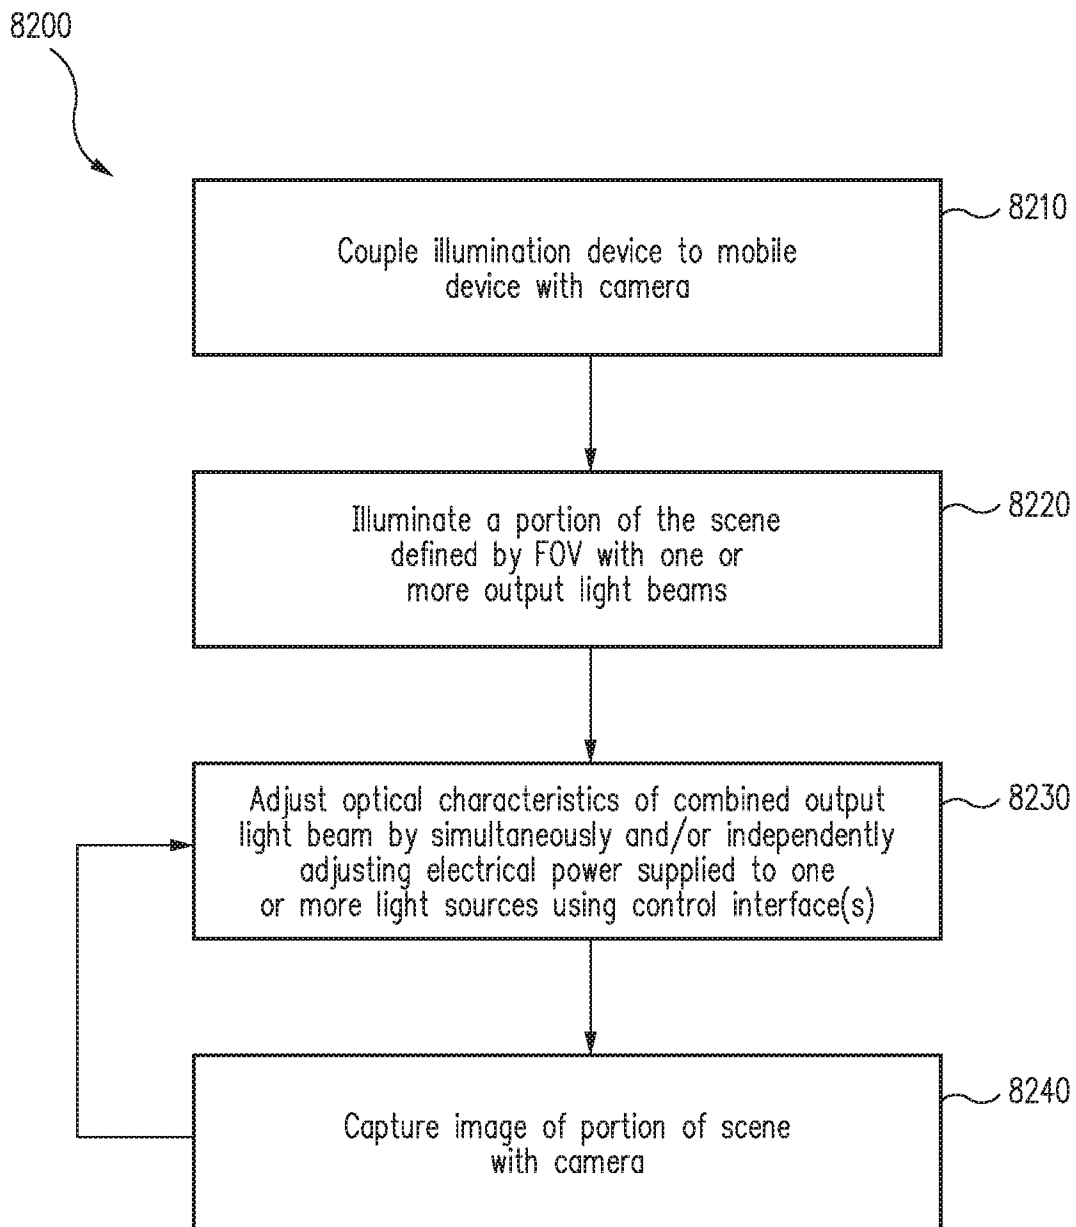 8200
Couple illumination device to mobile
device with camera
8210
Illuminate a portion of the scene
defined by FOV with one or
more output light beams
8220
Adjust optical characteristics of combined output
light beam by simultaneously and/or independently
adjusting electrical power supplied to one
or more light sources using control interface(s)
8230
Capture image of portion of scene
with camera
8240